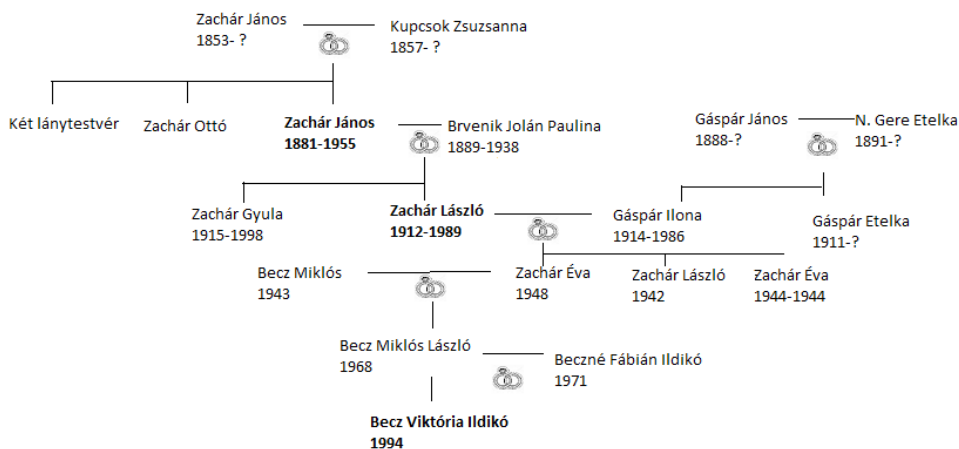 Zachár János
1853- ?
Kupcsok Zsuzsanna
1857- ?
Két lánytestvér
Zachár Ottó
Zachár János
1881-1955
Brvenik Jolán Paulina
1889-1938
Gáspár János
1888-?
N. Gere Etelka
1891-?
Zachár Gyula
1915-1998
Zachár László
1912-1989
Gáspár Ilona
1914-1986
Gáspár Etelka
1911-?
Becz Miklós
1943
Zachár Éva
1948
Zachár László
1942
Zachár Éva
1944-1944
Becz Miklós László
1968
Beczné Fábián Ildikó
1971
Becz Viktória Ildikó
1994